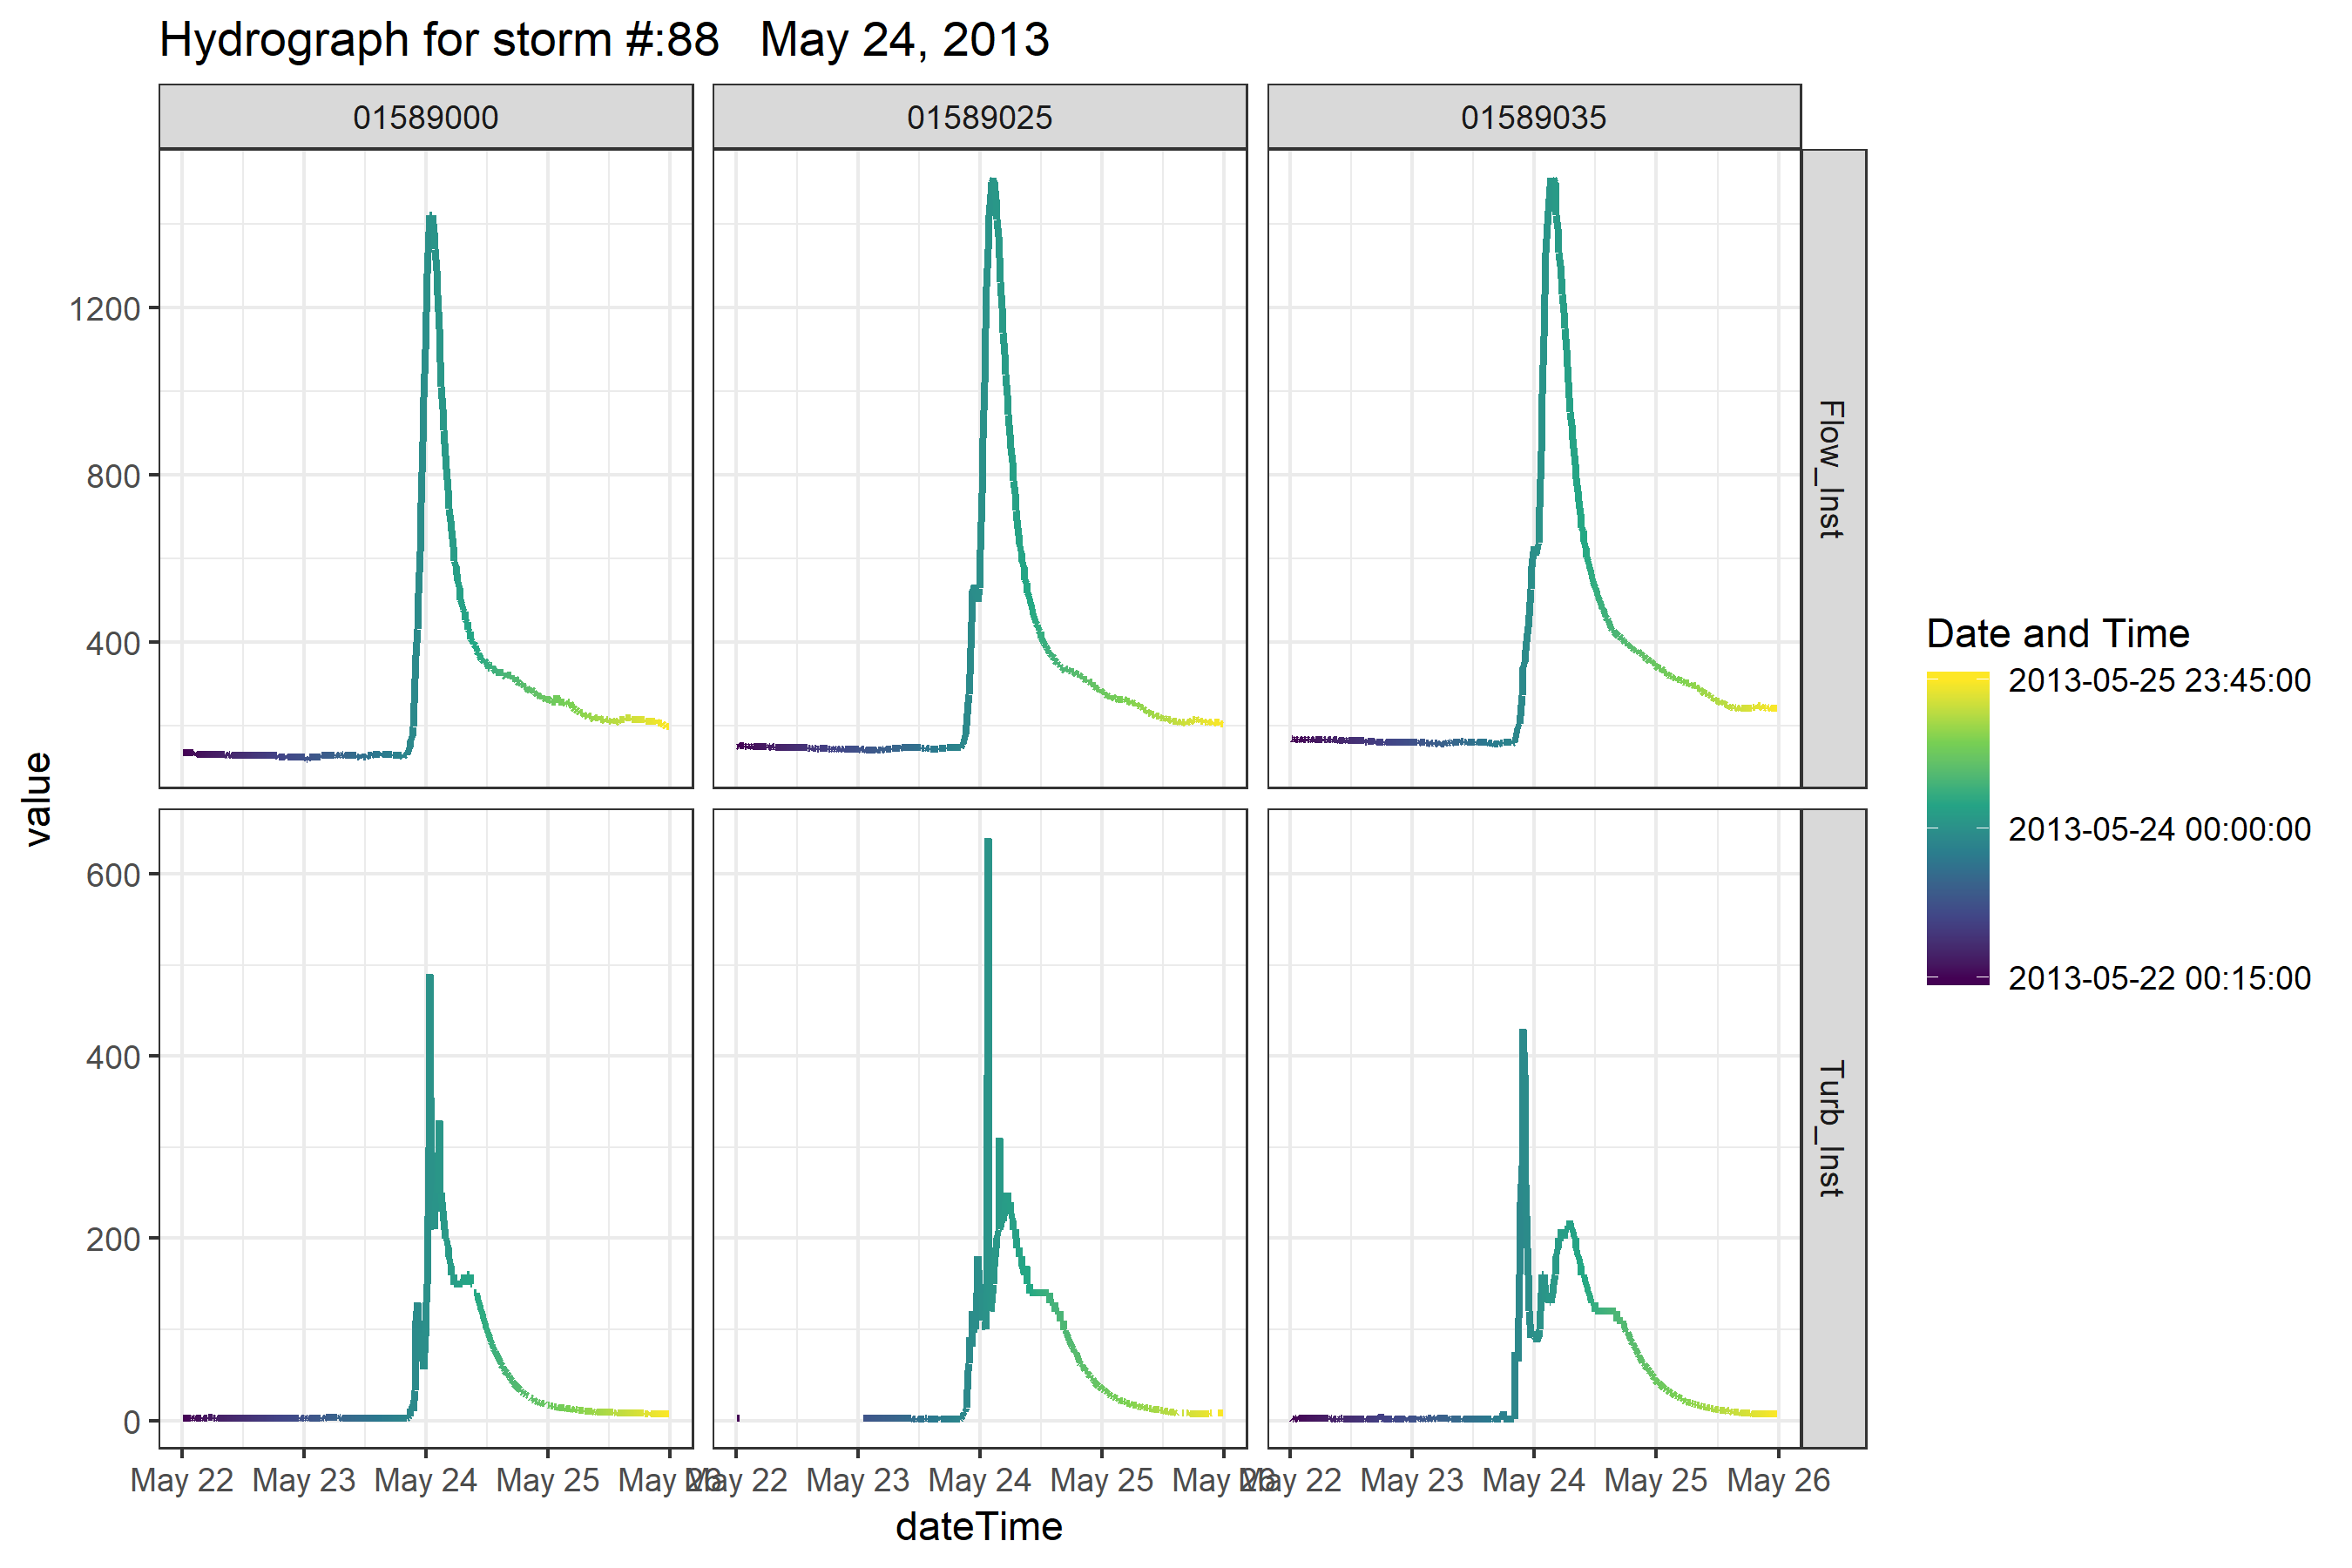 Hydrograph for storm #:88   May 24, 2013
01589000
01589025
01589035
1200
800
400
Flow_Inst
600
400
200
0
Turb_Inst
May 22
May 23
May 24
May 25
May 26
May 22
May 23
May 24
May 25
May 26
May 22
May 23
May 24
May 25
May 26
value
dateTime
Date and Time
2013-05-25 23:45:00
2013-05-24 00:00:00
2013-05-22 00:15:00